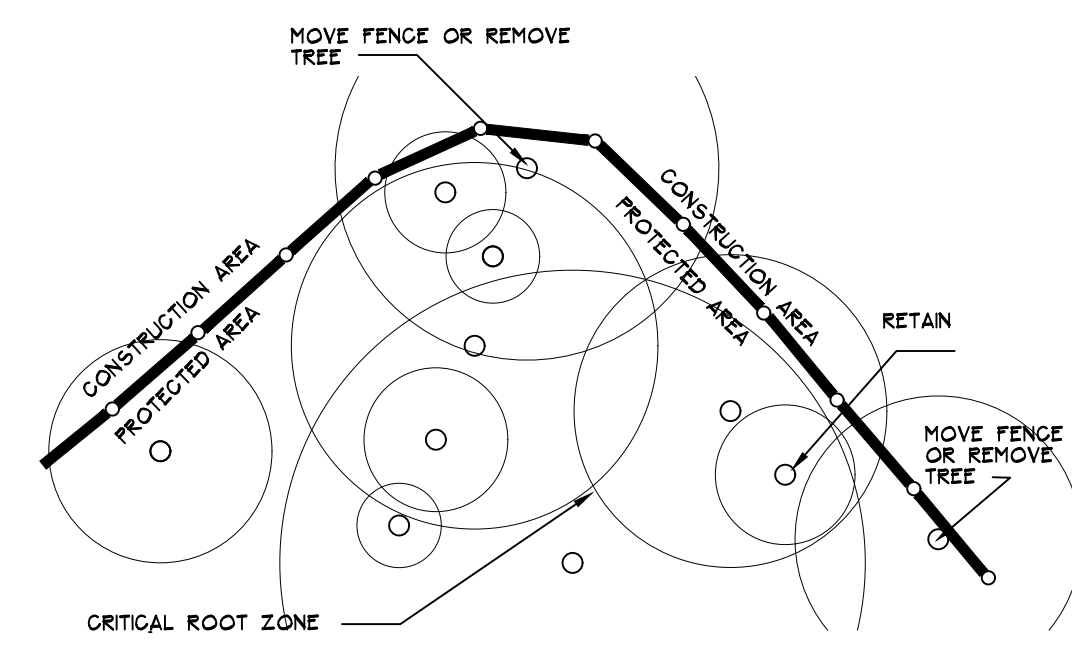 MOVE FENCE OR REMOVE
TREE
CONSTRUCTION AREA
PROTECTED AREA
CONSTRUCTION AREA
PROTECTED AREA
RETAIN
MOVE FENCE
OR REMOVE
TREE
CRITICAL ROOT ZONE